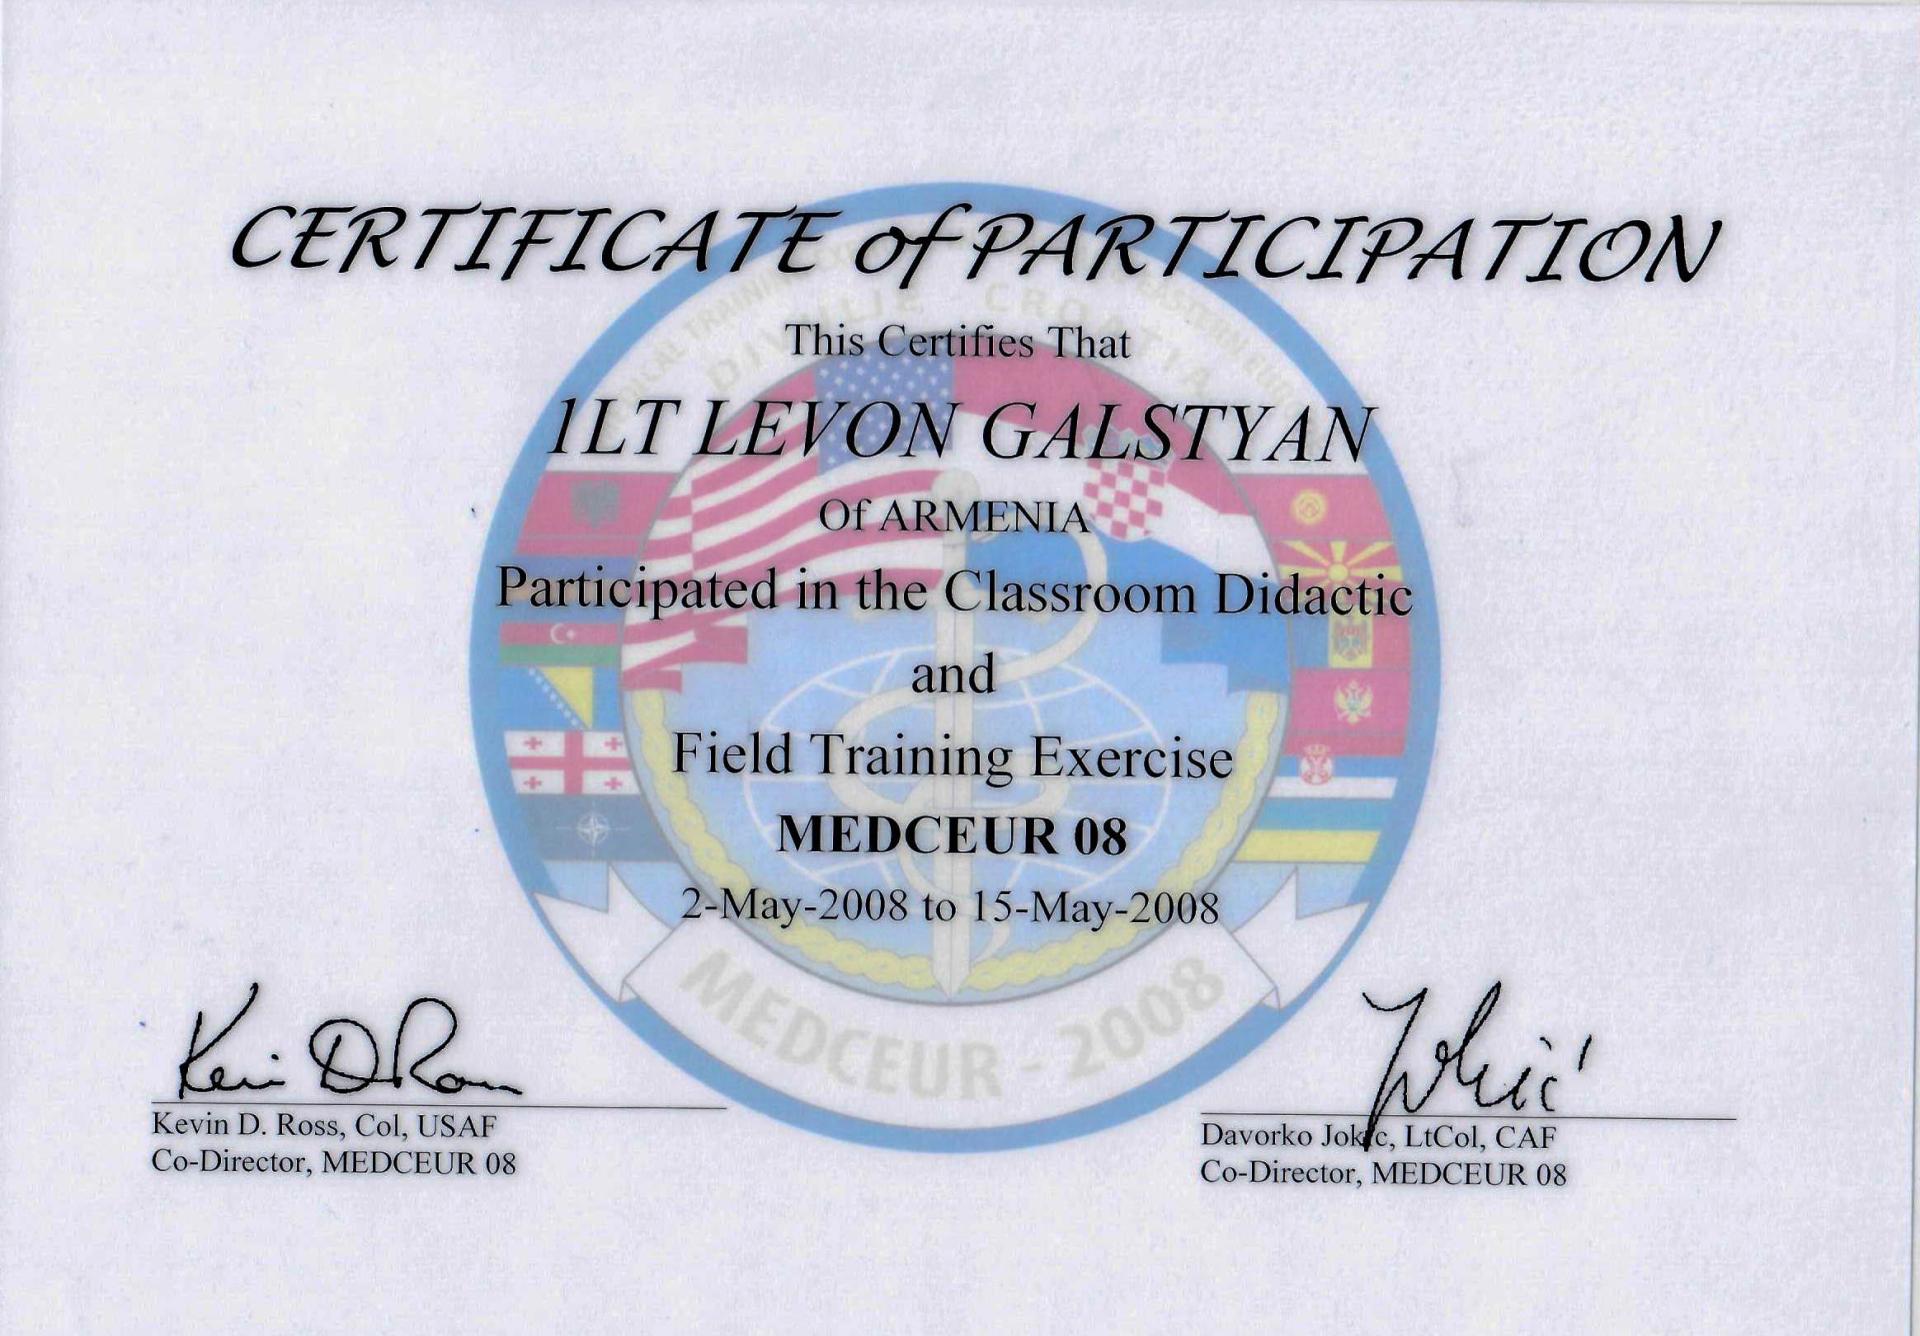 CERTIFICATE of PARTICIPATION
This Certifies That
1LT LEVON GALSTYAN
Of ARMENIA
Participated in the Classroom Didactic
and
Field Training Exercise
MEDCEUR 08
2-May-2008 to 15-May-2008
MEDCEUR - 2008
Kevin D. Ross, Col, USAF
Co-Director, MEDCEUR 08
Davorko Jokic, LtCol, CAF
Co-Director, MEDCEUR 08